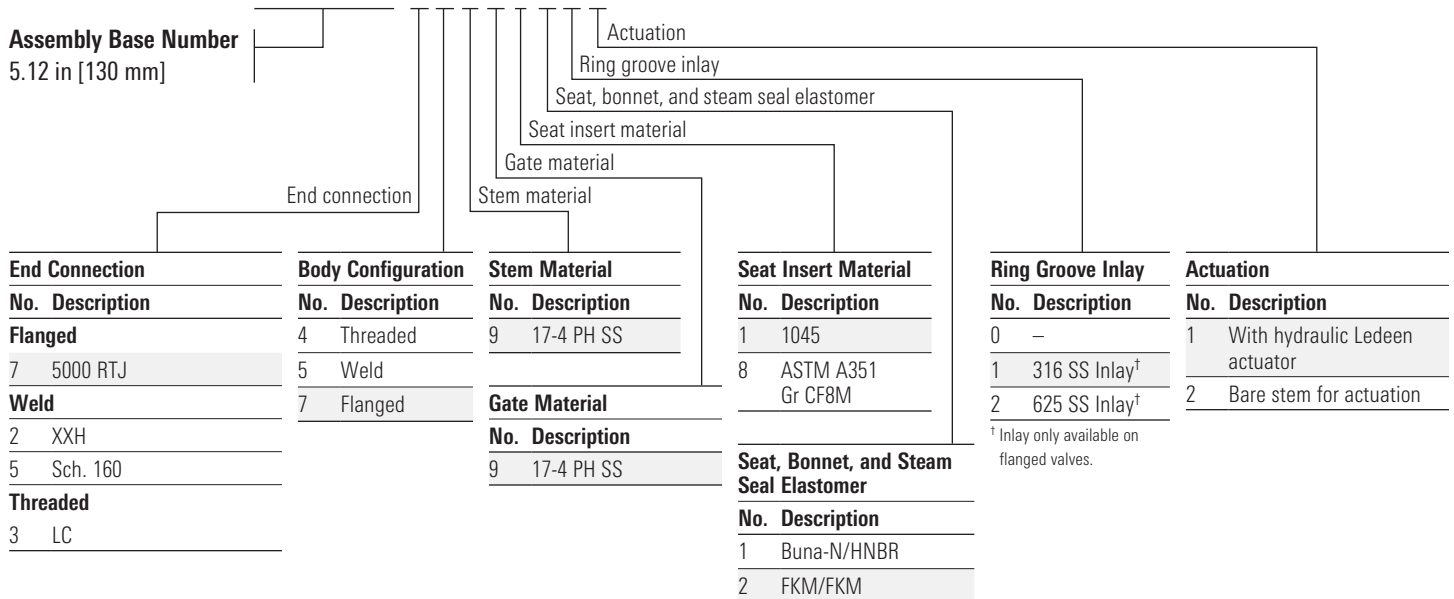 Assembly Base Number
5.12 in [130 mm]
Actuation
Ring groove inlay
Seat, bonnet, and steam seal elastomer
Seat insert material
Gate material
End connection
Stem material
End Connection
No. Description
Flanged
7 5000 RTJ
Weld
2 XXH
5 Sch. 160
Threaded
3 LC
Body Configuration
No. Description
4 Threaded
5 Weld
7 Flanged
Stem Material
No. Description
9 17-4 PH SS
Gate Material
No. Description
9 17-4 PH SS
Seat Insert Material
No. Description
1 1045
8 ASTM A351
Gr CF8M
Seat, Bonnet, and Steam
Seal Elastomer
No. Description
1 Buna-N/HNBR
2 FKM/FKM
Ring Groove Inlay
No. Description
0 –
1 316 SS Inlay†
2 625 SS Inlay†
† Inlay only available on
flanged valves.
Actuation
No. Description
1 With hydraulic Ledeen
actuator
2 Bare stem for actuation